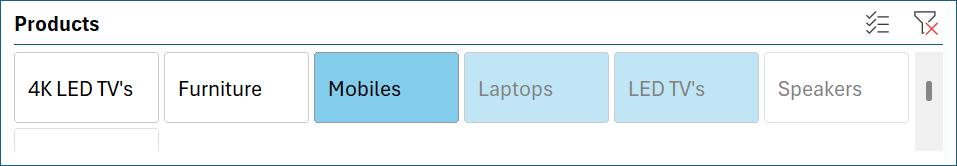 Products
4K LED TV's Furniture Mobiles Laptops LED TV's Speakers